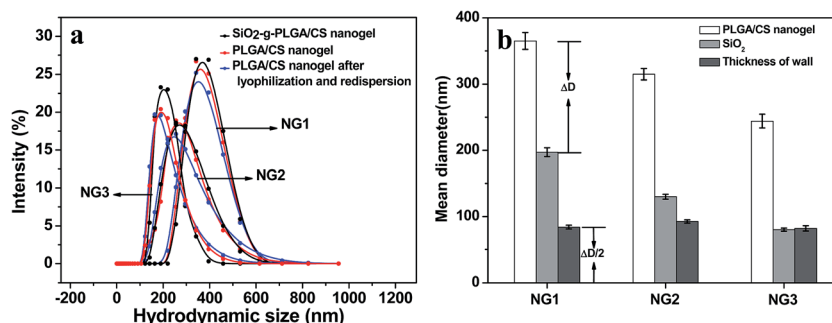 a
SiO2-g-PLGA/CS nanogel
PLGA/CS nanogel
PLGA/CS nanogel after
lyophilization and redispersion
NG1
NG2
NG3
Intensity (%)
30
25
20
15
10
5
0
-200 0 200 400 600 800 1000
Hydrodynamic size (nm)
b
PLGA/CS nanogel
SiO₂
Thickness of wall
ΔD
ΔD/2
Mean diameter(nm)
400
300
200
100
0
NG1 NG2 NG3